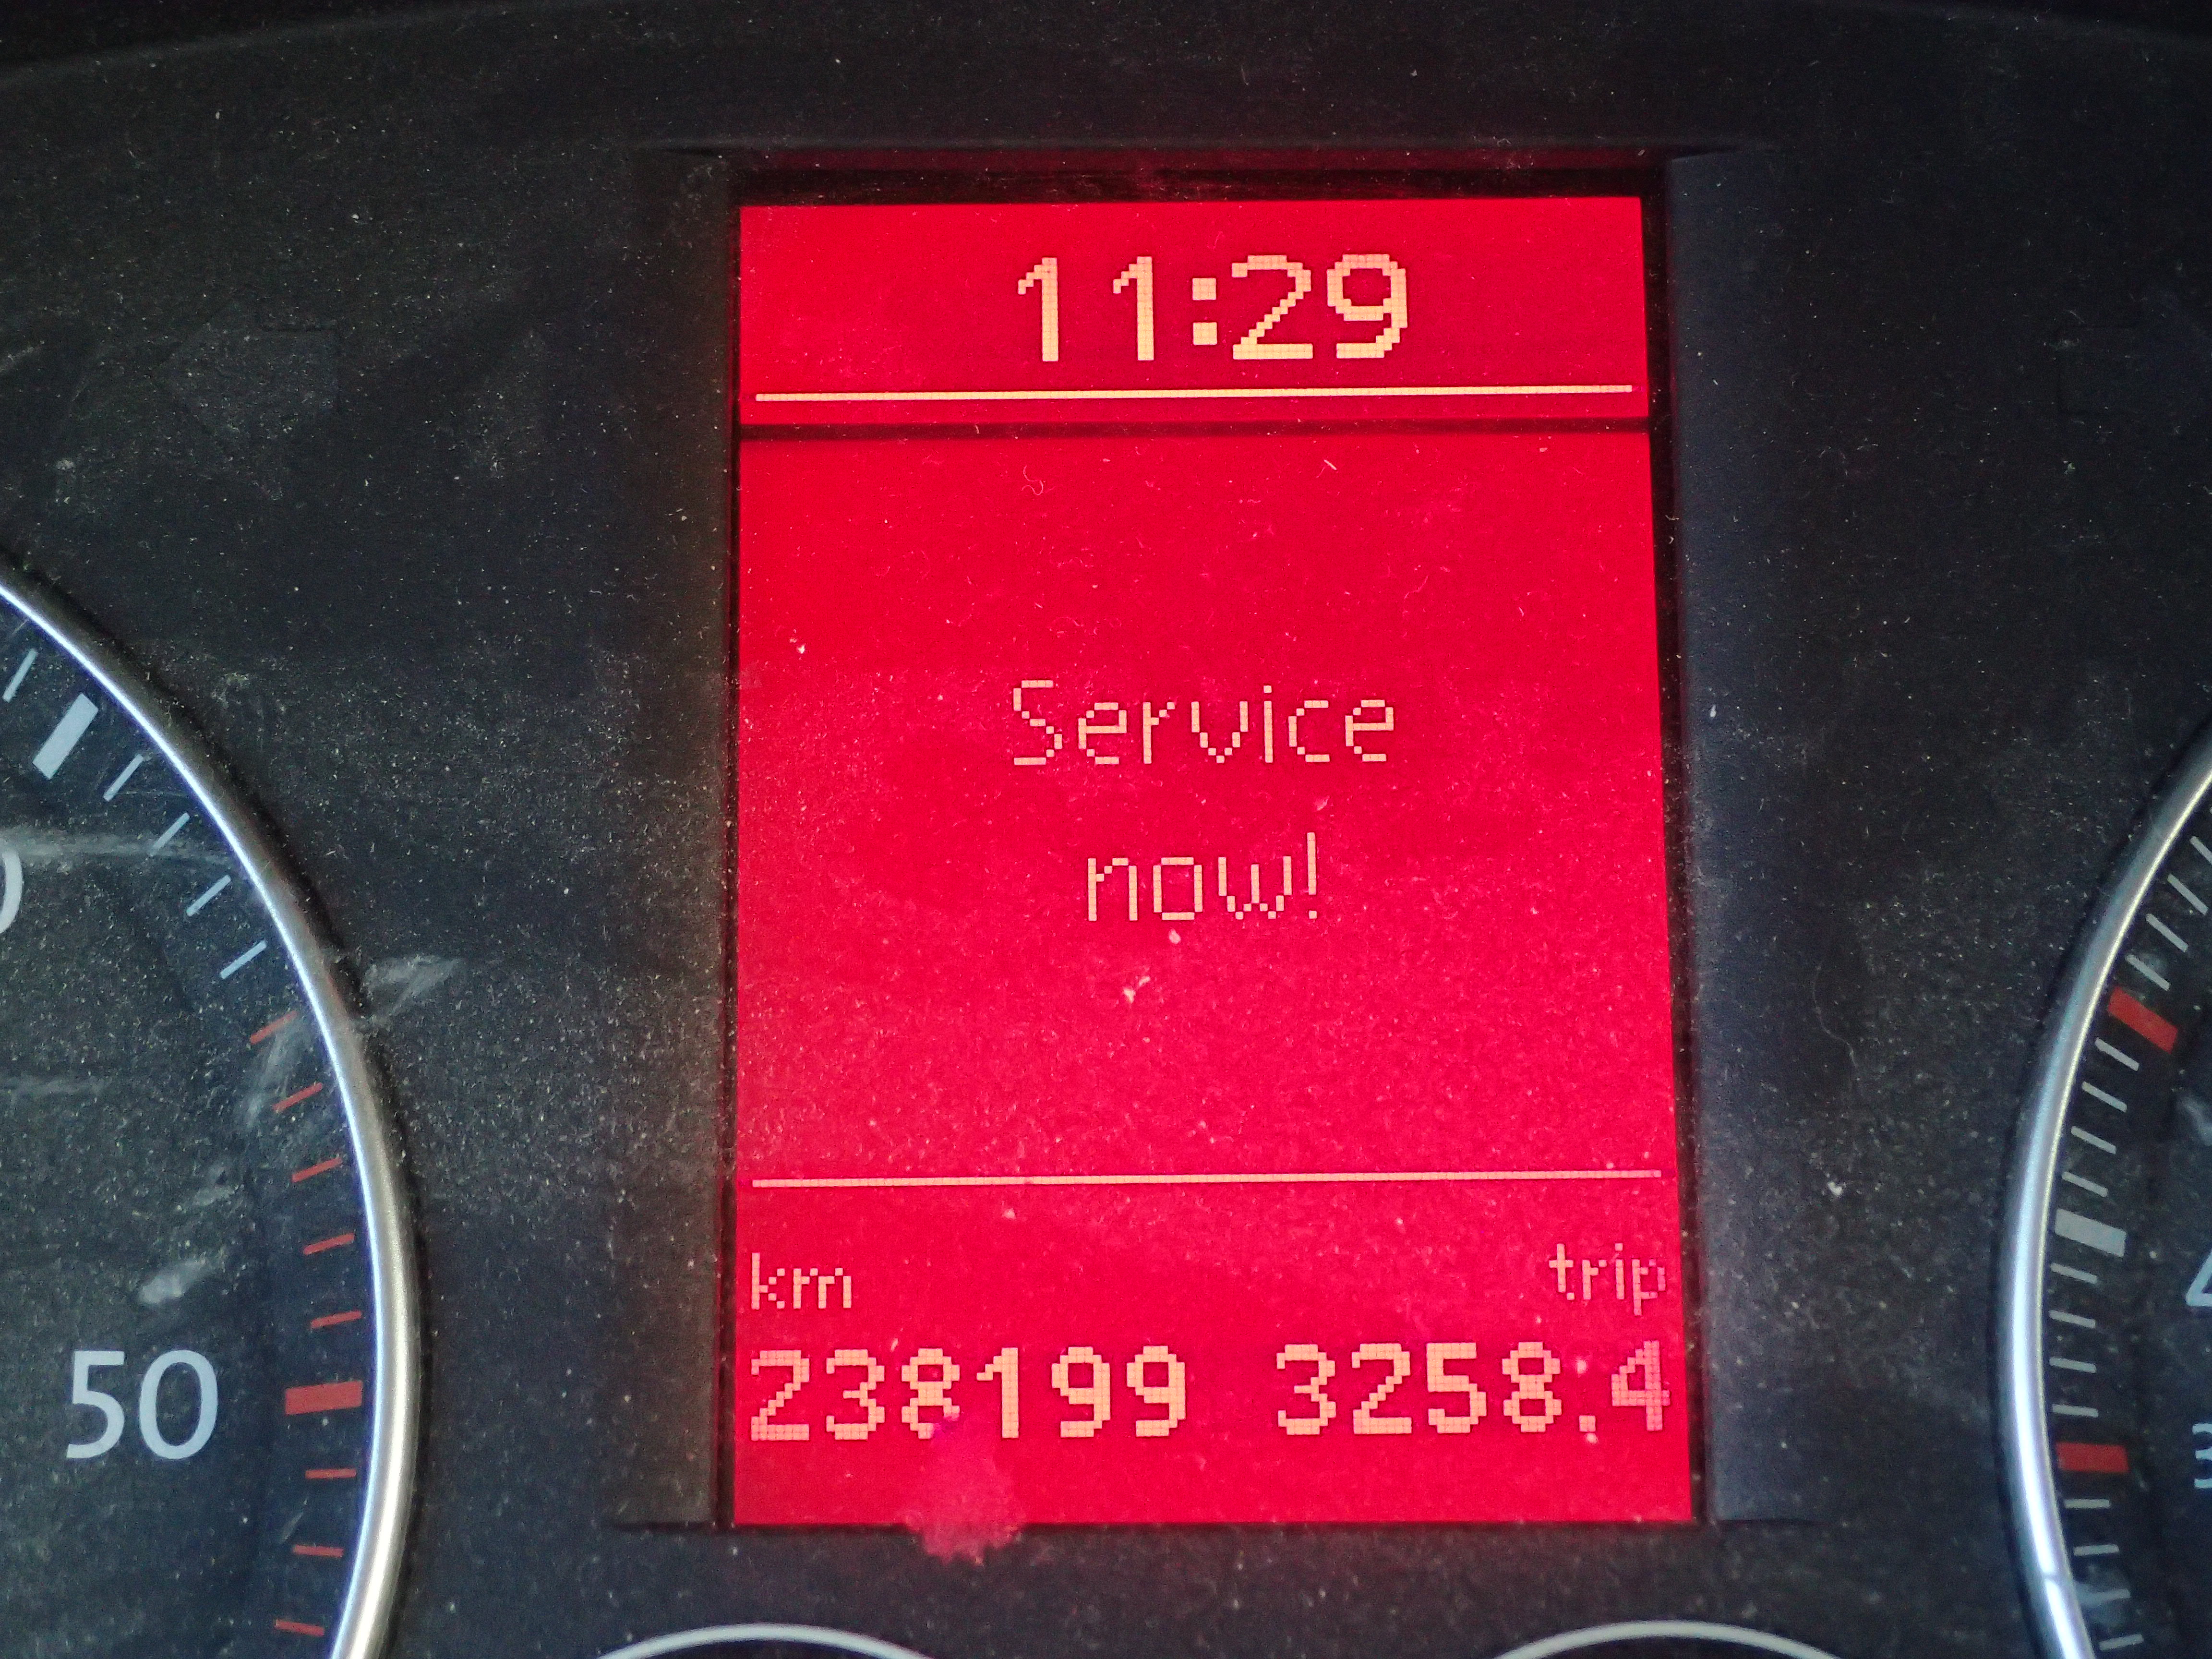 11:29
Service
now!
km trip
238199 3258.4
50